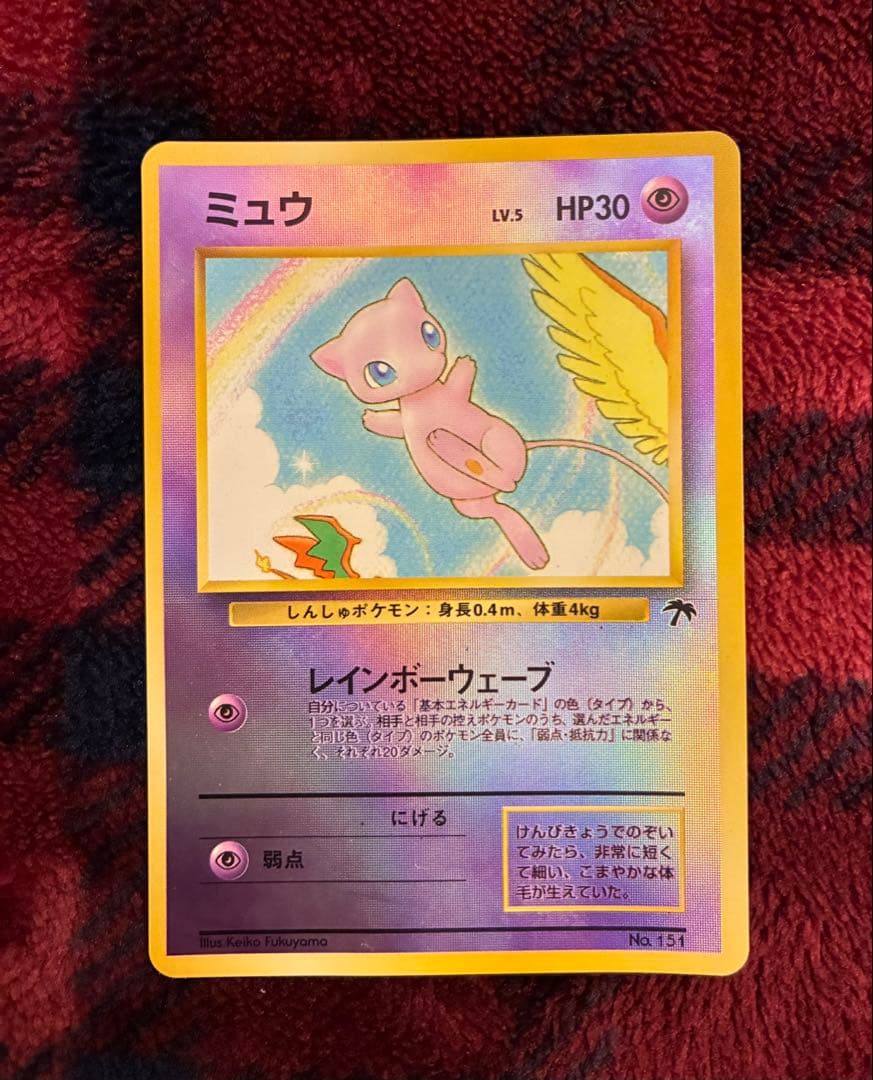 ミュウ LV.5 HP30
しんしゅポケモン：身長0.4m、体重4kg
レインボーウェーブ
自分についている「基本エネルギーカード」の色（タイプ）から、
1つを選ぶ。相手と相手の控えポケモンのうち、選んだエネルギー
と同じ色（タイプ）のポケモン全員に、「弱点・抵抗力」に関係な
く、それぞれ20ダメージ。
にげる
弱点
けんびきょうでのぞい
てみたら、非常に短く
て細い、こまやかな体
毛が生えていた。
Illus Keiko Fukuyama No. 151